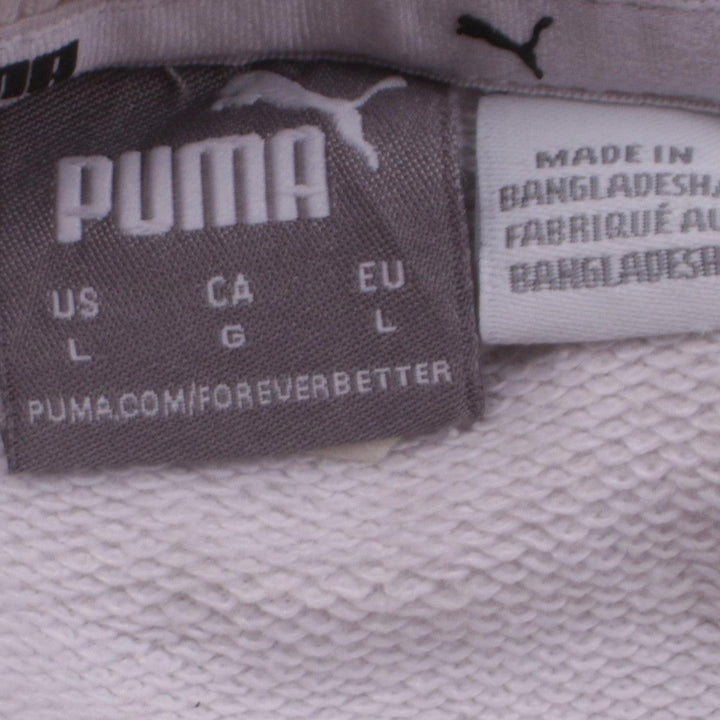 PUMA
US CA EU
L G L
PUMA.COM/FOREVERBETTER
MADE IN
BANGLADESH
FABRIQUÉ AU
BANGLADESH